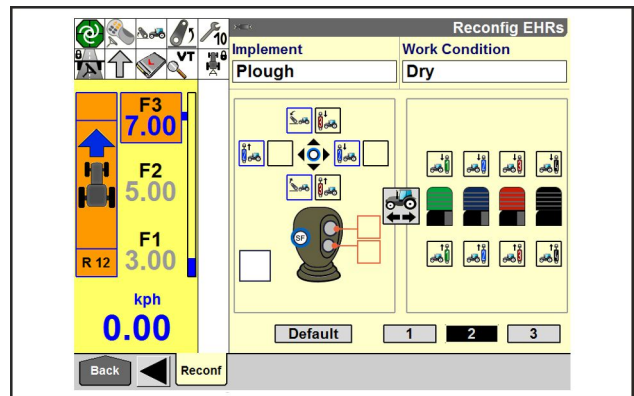 Reconfig EHRs
10
VT
Implement
Work Condition
Plough
Dry
F3
7.00
F2
5.00
F1
3.00
R 12
kph
0.00
SF
Default
1
2
3
Back
Reconf